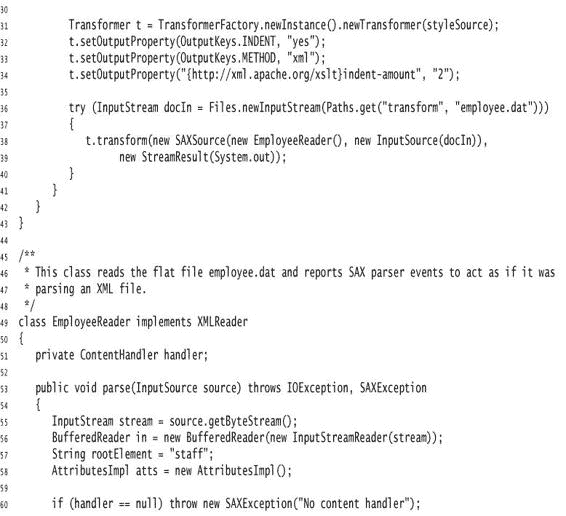 30
31 Transformer t = TransformerFactory.newInstance().newTransformer(styleSource);
32 t.setOutputProperty(OutputKeys.INDENT, "yes");
33 t.setOutputProperty(OutputKeys.METHOD, "xml");
34 t.setOutputProperty("{http://xml.apache.org/xslt}indent-amount", "2");
35
36 try (InputStream docIn = Files.newInputStream(Paths.get("transform", "employee.dat")))
37 {
38 t.transform(new SAXSource(new EmployeeReader(), new InputSource(docIn)),
39 new StreamResult(System.out));
40 }
41 }
42 }
43 }
44
45 /**
46 * This class reads the flat file employee.dat and reports SAX parser events to act as if it was
47 * parsing an XML file.
48 */
49 class EmployeeReader implements XMLReader
50 {
51 private ContentHandler handler;
52
53 public void parse(InputSource source) throws IOException, SAXException
54 {
55 InputStream stream = source.getByteStream();
56 BufferedReader in = new BufferedReader(new InputStreamReader(stream));
57 String rootElement = "staff";
58 AttributesImpl atts = new AttributesImpl();
59
60 if (handler == null) throw new SAXException("No content handler");